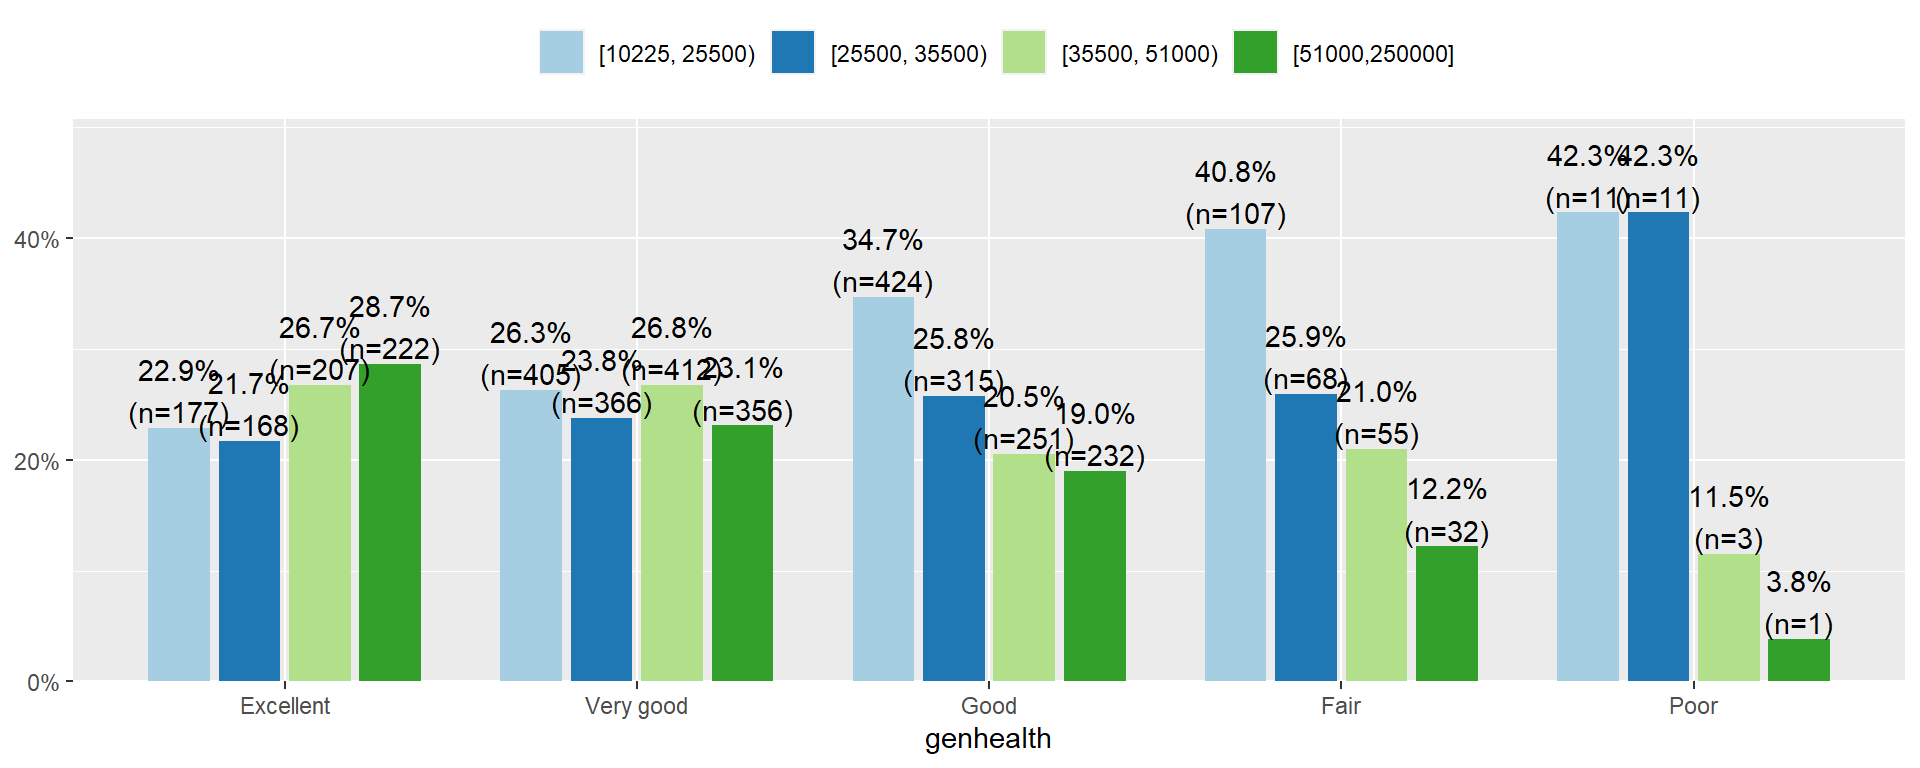 [10225, 25500) [25500, 35500) [35500, 51000) [51000,250000]
40%
20%
0%
22.9%
(n=177)
21.7%
(n=168)
26.7%
(n=207)
28.7%
(n=222)
26.3%
(n=405)
23.8%
(n=366)
26.8%
(n=412)
23.1%
(n=356)
34.7%
(n=424)
25.8%
(n=315)
20.5%
(n=251)
19.0%
(n=232)
40.8%
(n=107)
25.9%
(n=68)
21.0%
(n=55)
12.2%
(n=32)
42.3%
(n=11)
42.3%
(n=11)
11.5%
(n=3)
3.8%
(n=1)
Excellent Very good Good Fair Poor
genhealth